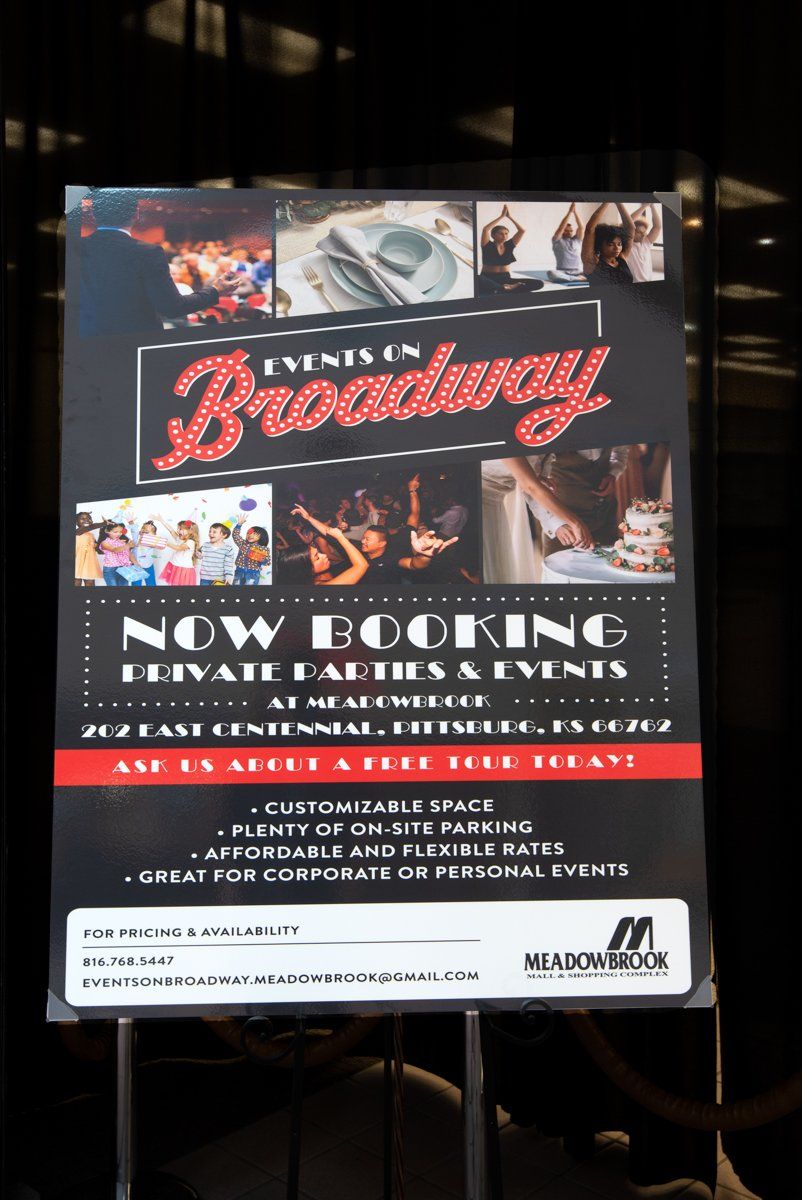 EVENTS ON
Broadway
NOW BOOKING
PRIVATE PARTIES & EVENTS
AT MEADOWBROOK
202 EAST CENTENNIAL, PITTSBURG, KS 66762
ASK US ABOUT A FREE TOUR TODAY!
• CUSTOMIZABLE SPACE
• PLENTY OF ON-SITE PARKING
• AFFORDABLE AND FLEXIBLE RATES
• GREAT FOR CORPORATE OR PERSONAL EVENTS
FOR PRICING & AVAILABILITY
816.768.5447
EVENTSONBROADWAY.MEADOWBROOK@GMAIL.COM
MEADOWBROOK
MALL & SHOPPING COMPLEX